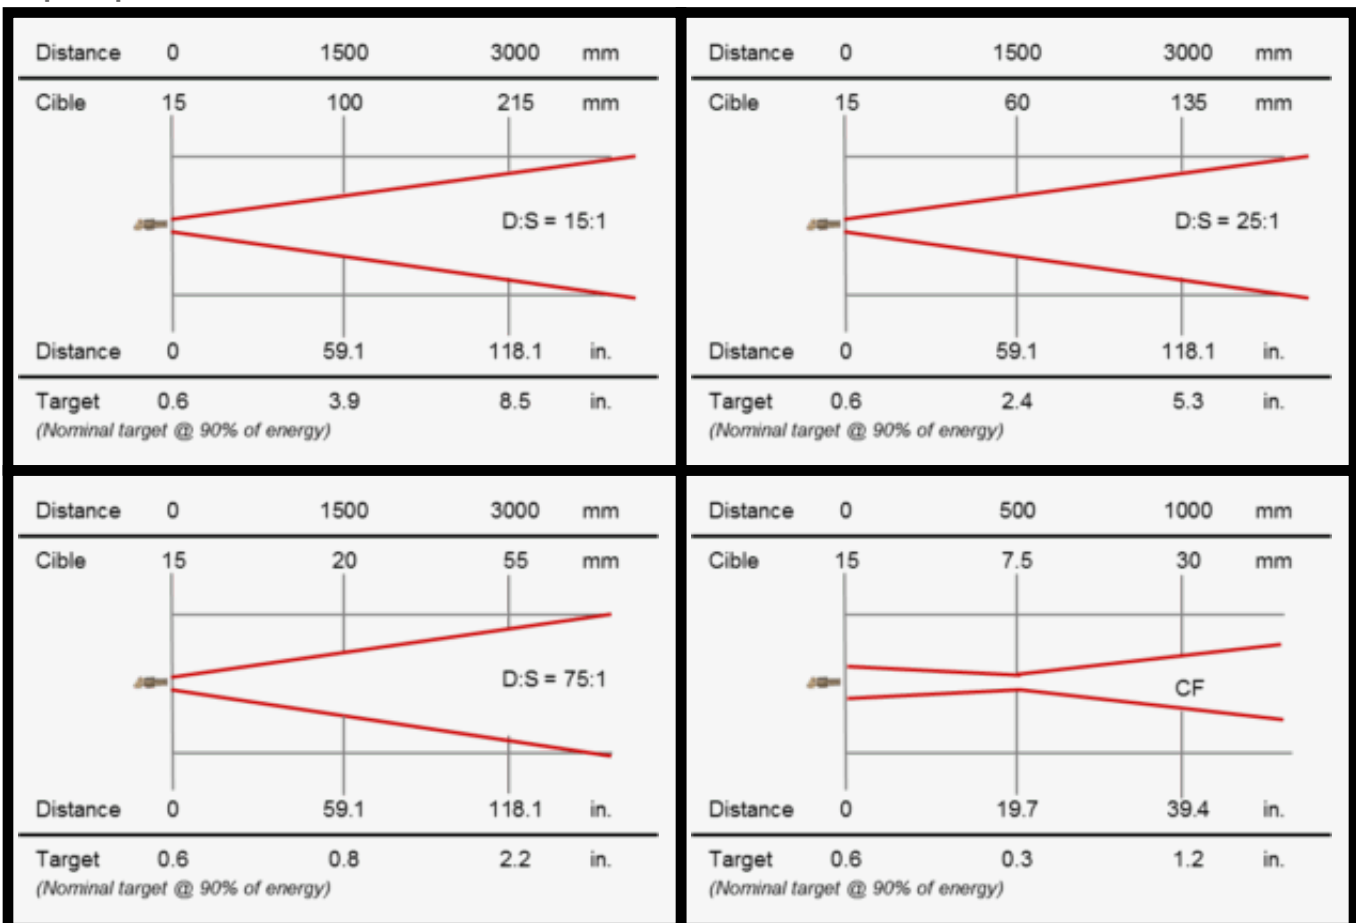 Distance 0 1500 3000 mm
Cible 15 100 215 mm
D:S = 15:1
Distance 0 59.1 118.1 in.
Target 0.6 3.9 8.5 in.
(Nominal target @ 90% of energy)
Distance 0 1500 3000 mm
Cible 15 60 135 mm
D:S = 25:1
Distance 0 59.1 118.1 in.
Target 0.6 2.4 5.3 in.
(Nominal target @ 90% of energy)
Distance 0 1500 3000 mm
Cible 15 20 55 mm
D:S = 75:1
Distance 0 59.1 118.1 in.
Target 0.6 0.8 2.2 in.
(Nominal target @ 90% of energy)
Distance 0 500 1000 mm
Cible 15 7.5 30 mm
CF
Distance 0 19.7 39.4 in.
Target 0.6 0.3 1.2 in.
(Nominal target @ 90% of energy)